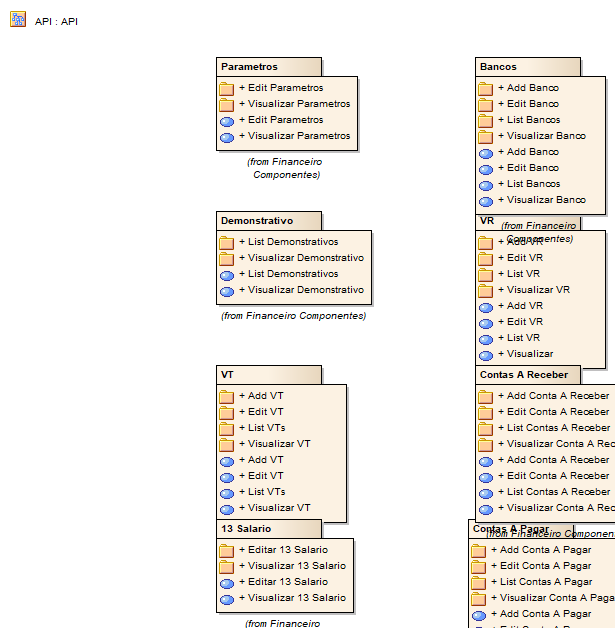 API : API
Parametros
+ Edit Parametros
+ Visualizar Parametros
+ Edit Parametros
+ Visualizar Parametros
(from Financeiro
Componentes)
Bancos
+ Add Banco
+ Edit Banco
+ List Bancos
+ Visualizar Banco
+ Add Banco
+ Edit Banco
+ List Bancos
+ Visualizar Banco
(from Financeiro
Componentes)
Demonstrativo
+ List Demonstrativos
+ Visualizar Demonstrativo
+ List Demonstrativos
+ Visualizar Demonstrativo
(from Financeiro Componentes)
VR
+ Add VR
+ Edit VR
+ List VR
+ Visualizar VR
+ Add VR
+ Edit VR
+ List VR
+ Visualizar
VT
+ Add VT
+ Edit VT
+ List VTs
+ Visualizar VT
+ Add VT
+ Edit VT
+ List VTs
+ Visualizar VT
Contas A Receber
+ Add Conta A Receber
+ Edit Conta A Receber
+ List Contas A Receber
+ Visualizar Conta A Rec
+ Add Conta A Receber
+ Edit Conta A Receber
+ List Contas A Receber
+ Visualizar Conta A Rec
(from Financeiro Componen
13 Salario
+ Editar 13 Salario
+ Visualizar 13 Salario
+ Editar 13 Salario
+ Visualizar 13 Salario
(from Financeiro
Contas A Pagar
+ Add Conta A Pagar
+ Edit Conta A Pagar
+ List Contas A Pagar
+ Visualizar Conta A Paga
+ Add Conta A Pagar